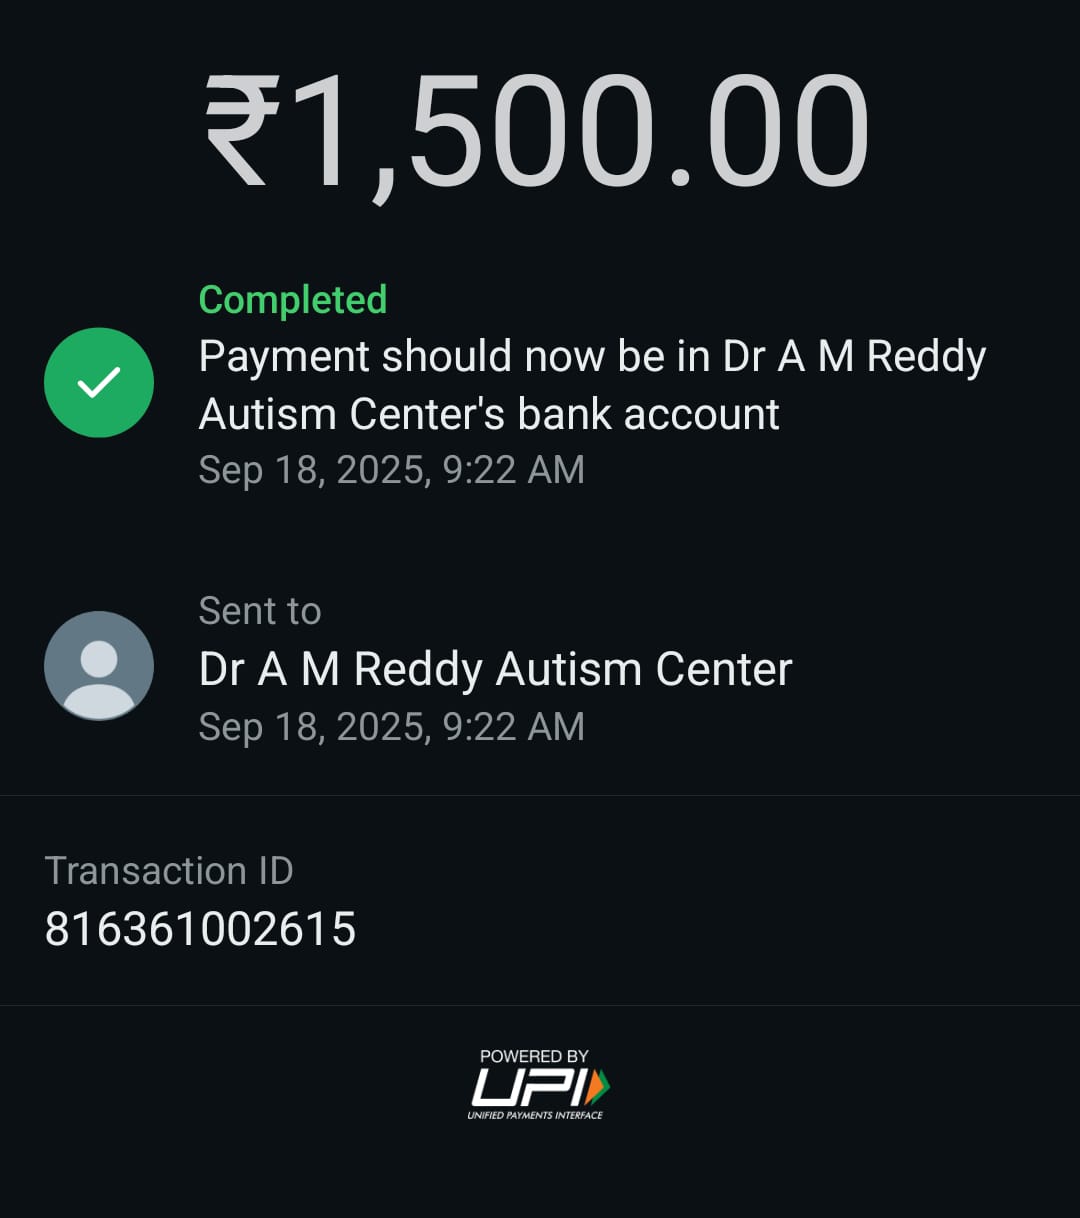 ₹1,500.00
Completed
Payment should now be in Dr A M Reddy
Autism Center's bank account
Sep 18, 2025, 9:22 AM
Sent to
Dr A M Reddy Autism Center
Sep 18, 2025, 9:22 AM
Transaction ID
816361002615
POWERED BY
UPI
UNIFIED PAYMENTS INTERFACE